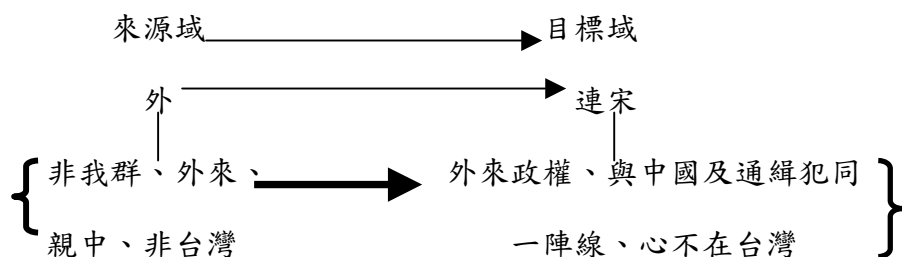 來源域 目標域
外 連宋
非我群、外來、 外來政權、與中國及通緝犯同
親中、非台灣 一陣線、心不在台灣